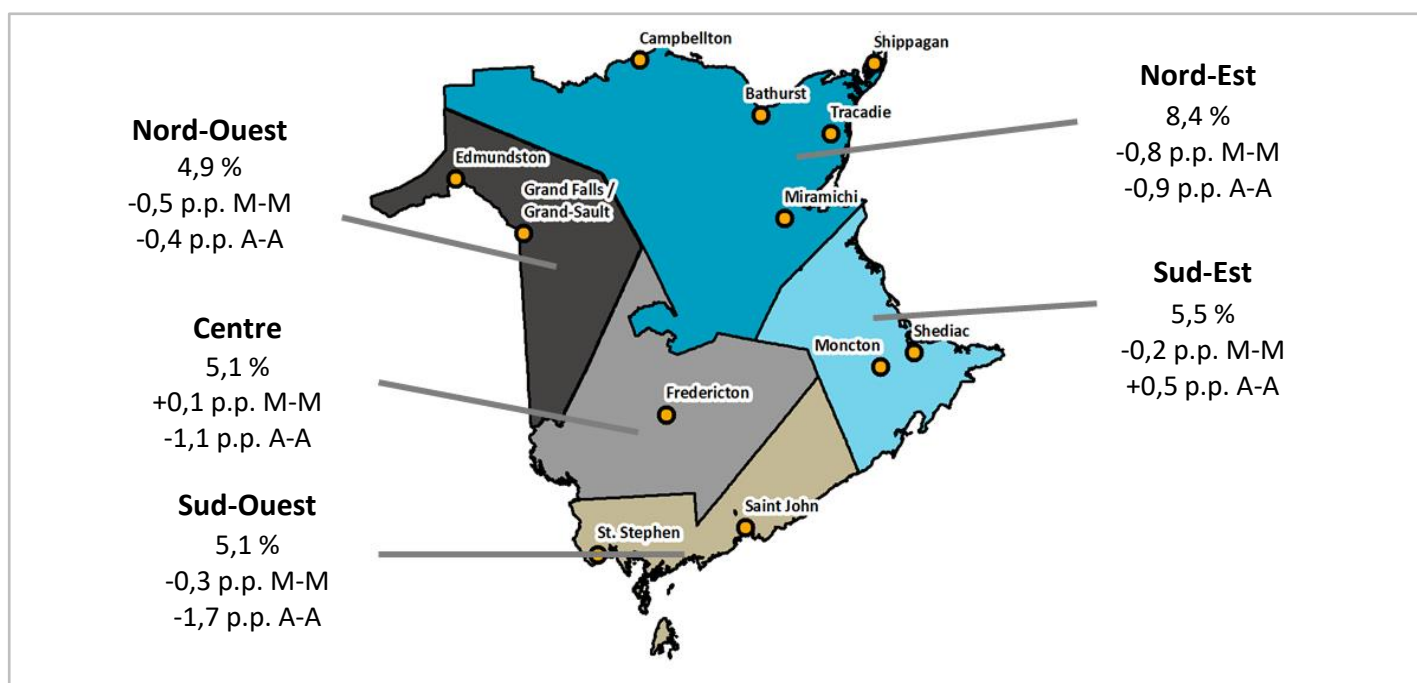 Nord-Ouest
4,9 %
-0,5 p.p. M-M
-0,4 p.p. A-A
Centre
5,1 %
+0,1 p.p. M-M
-1,1 p.p. A-A
Sud-Ouest
5,1 %
-0,3 p.p. M-M
-1,7 p.p. A-A
Campbellton
Shippagan
Bathurst
Tracadie
Edmundston
Grand Falls /
Grand-Sault
Miramichi
Moncton
Shediac
Fredericton
Saint John
St. Stephen
Nord-Est
8,4 %
-0,8 p.p. M-M
-0,9 p.p. A-A
Sud-Est
5,5 %
-0,2 p.p. M-M
+0,5 p.p. A-A